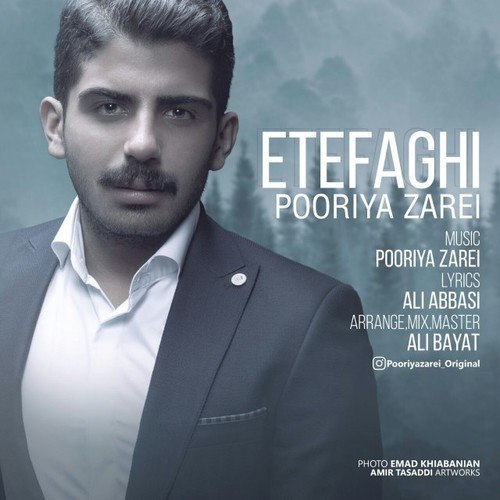 ETEFAGHI
POORIYA ZAREI
MUSIC
POORIYA ZAREI
LYRICS
ALI ABBASI
ARRANGE,MIX,MASTER
ALI BAYAT
Pooriyazarei_Original
PHOTO EMAD KHIABANIAN
AMIR TASADDI ARTWORKS